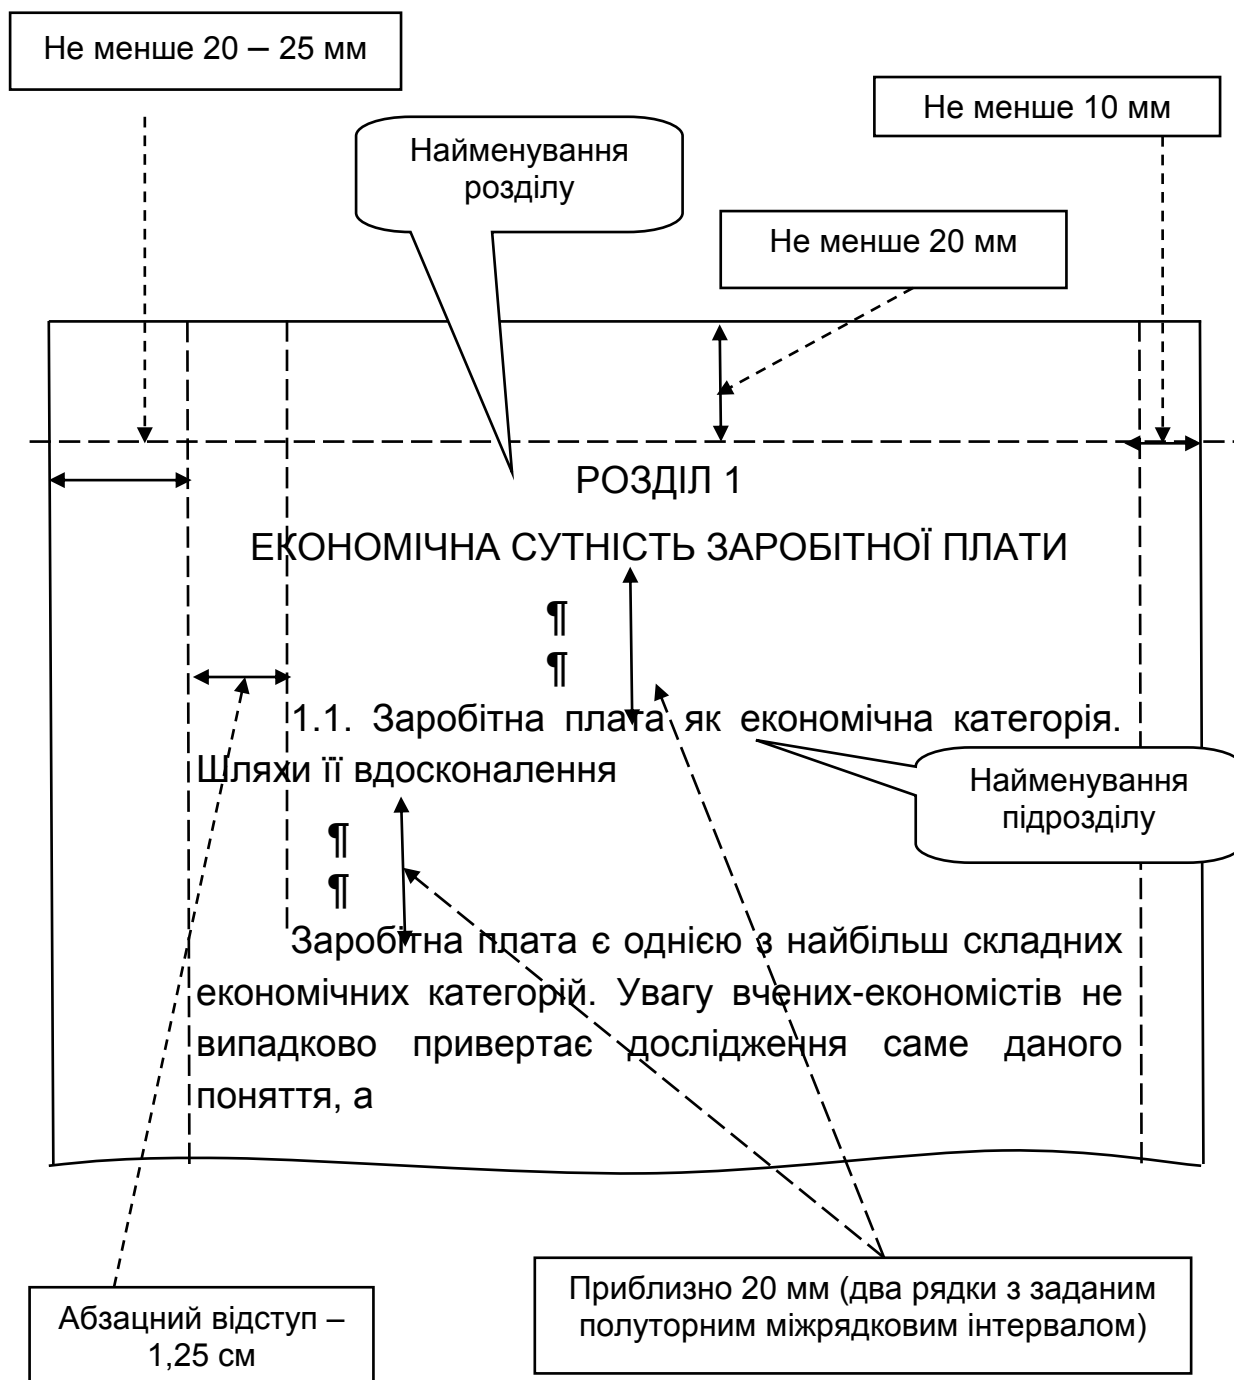 Не менше 20 – 25 мм
Не менше 10 мм
Найменування
розділу
Не менше 20 мм
РОЗДІЛ 1
ЕКОНОМІЧНА СУТНІСТЬ ЗАРОБІТНОЇ ПЛАТИ
¶
¶
1.1. Заробітна плата як економічна категорія.
Шляхи її вдосконалення
Найменування
підрозділу
¶
¶
Заробітна плата є однією з найбільш складних
економічних категорій. Увагу вчених-економістів не
випадково привертає дослідження саме даного
поняття, а
Абзацний відступ –
1,25 см
Приблизно 20 мм (два рядки з заданим
полуторним міжрядковим інтервалом)